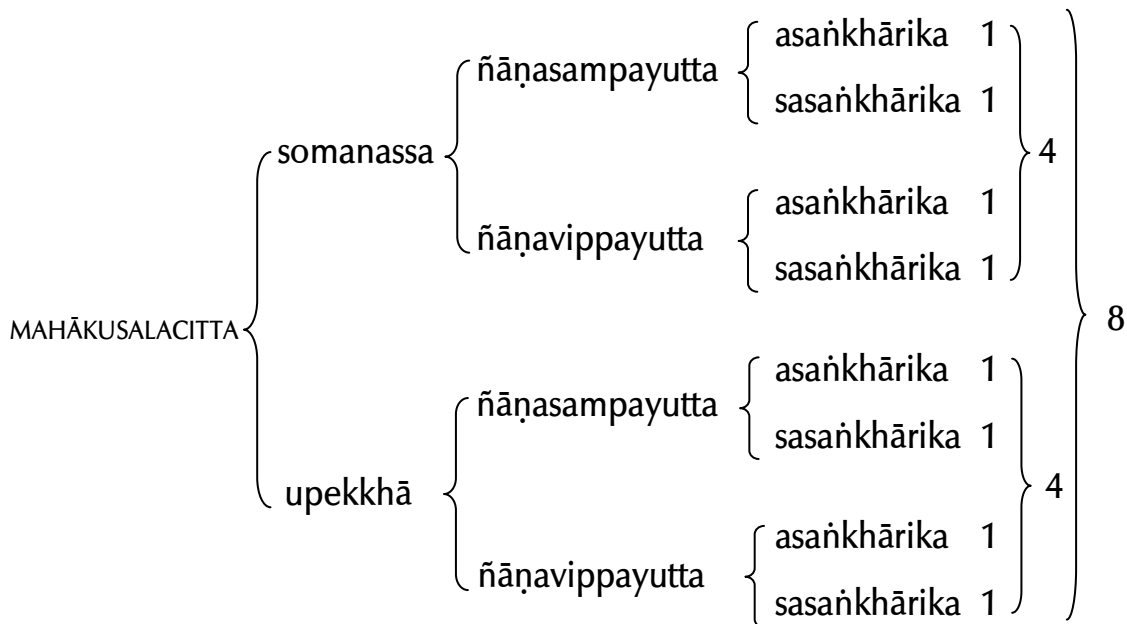 asaṅkhārika 1
ñāṇasampayutta
sasaṅkhārika 1
somanassa
4
asaṅkhārika 1
ñāṇavippayutta
sasaṅkhārika 1
MAHĀKUSALACITTA
8
asaṅkhārika 1
ñāṇasampayutta
sasaṅkhārika 1
upekkhā
4
asaṅkhārika 1
ñāṇavippayutta
sasaṅkhārika 1